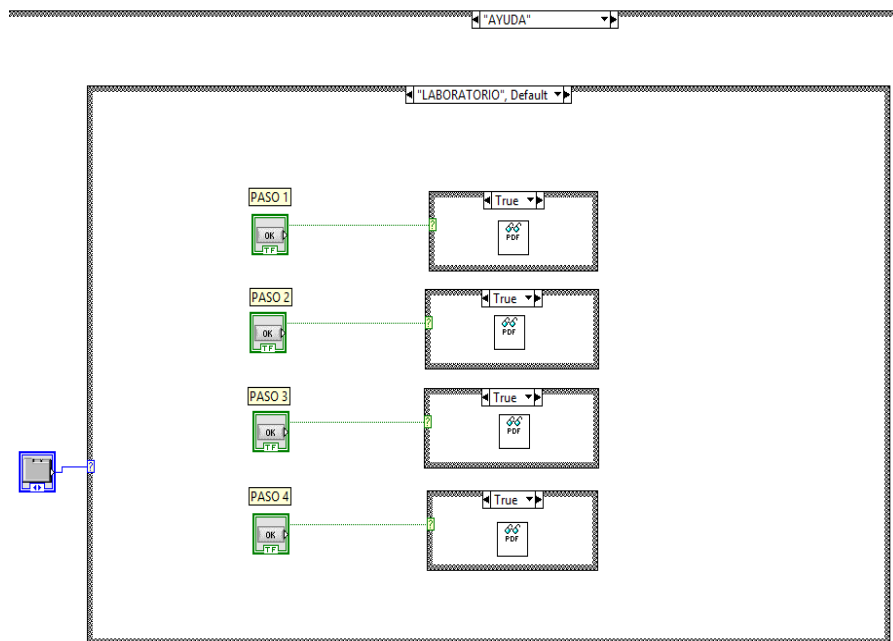 "AYUDA"
"LABORATORIO", Default
PASO 1
OK
TF
True
?
PDF
PASO 2
OK
TF
True
?
PDF
PASO 3
OK
TF
True
?
PDF
?
PASO 4
OK
TF
True
?
PDF